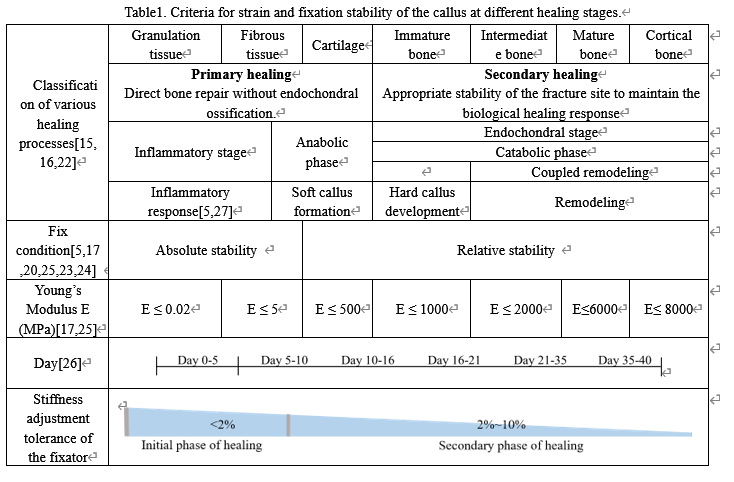 Table1. Criteria for strain and fixation stability of the callus at different healing stages.
Classificati
on of various
healing
processes[15,
16,22]
Granulation
tissue
Fibrous
tissue
Cartilage
Immature
bone
Intermediat
e bone
Mature
bone
Cortical
bone
Primary healing
Direct bone repair without endochondral
ossification.
Secondary healing
Appropriate stability of the fracture site to maintain the
biological healing response
Inflammatory stage
Anabolic
phase
Endochondral stage
Catabolic phase
Coupled remodeling
Inflammatory
response[5,27]
Soft callus
formation
Hard callus
development
Remodeling
Fix
condition[5,17
,20,25,23,24]
Absolute stability
Relative stability
Young’s
Modulus E
(MPa)[17,25]
E ≤ 0.02
E ≤ 5
E ≤ 500
E ≤ 1000
E ≤ 2000
E≤6000
E≤ 8000
Day[26]
Day 0-5
Day 5-10
Day 10-16
Day 16-21
Day 21-35
Day 35-40
Stiffness
adjustment
tolerance of
the fixator
<2%
2%~10%
Initial phase of healing
Secondary phase of healing